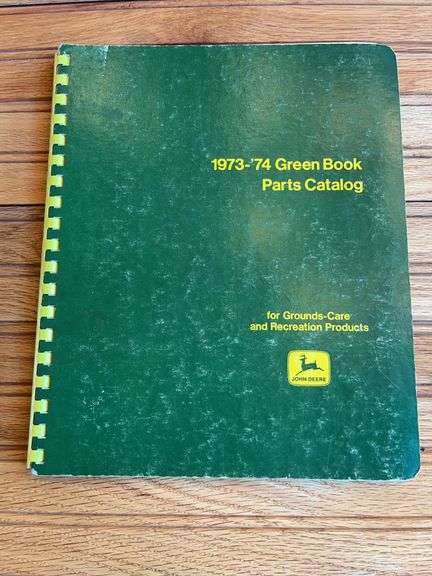 1973-'74 Green Book
Parts Catalog
for Grounds-Care
and Recreation Products
JOHN DEERE